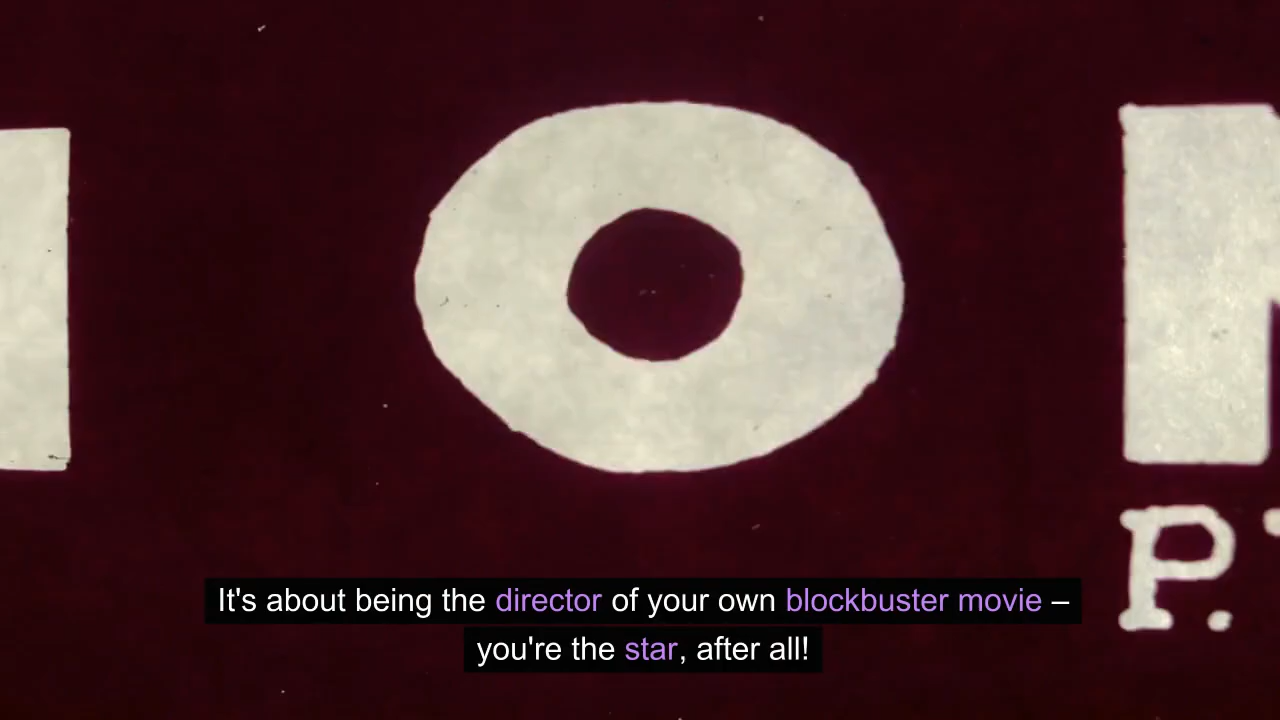 O
P.
It's about being the director of your own blockbuster movie –
you're the star, after all!